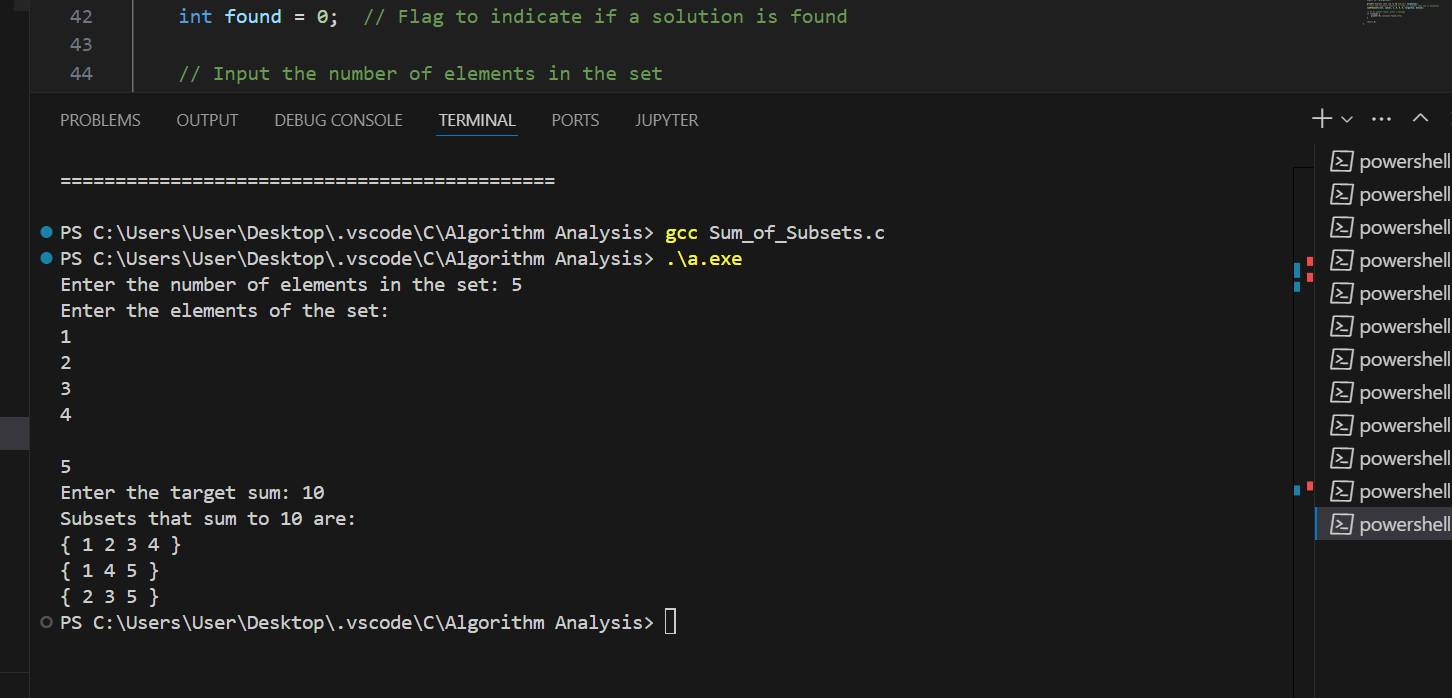 42 int found = 0; // Flag to indicate if a solution is found
43
44 // Input the number of elements in the set
PROBLEMS OUTPUT DEBUG CONSOLE TERMINAL PORTS JUPYTER
=============================================
PS C:\Users\User\Desktop\.vscode\C\Algorithm Analysis> gcc Sum_of_Subsets.c
PS C:\Users\User\Desktop\.vscode\C\Algorithm Analysis> .\a.exe
Enter the number of elements in the set: 5
Enter the elements of the set:
1
2
3
4
5
Enter the target sum: 10
Subsets that sum to 10 are:
{ 1 2 3 4 }
{ 1 4 5 }
{ 2 3 5 }
PS C:\Users\User\Desktop\.vscode\C\Algorithm Analysis>
powershell
powershell
powershell
powershell
powershell
powershell
powershell
powershell
powershell
powershell
powershell
powershell